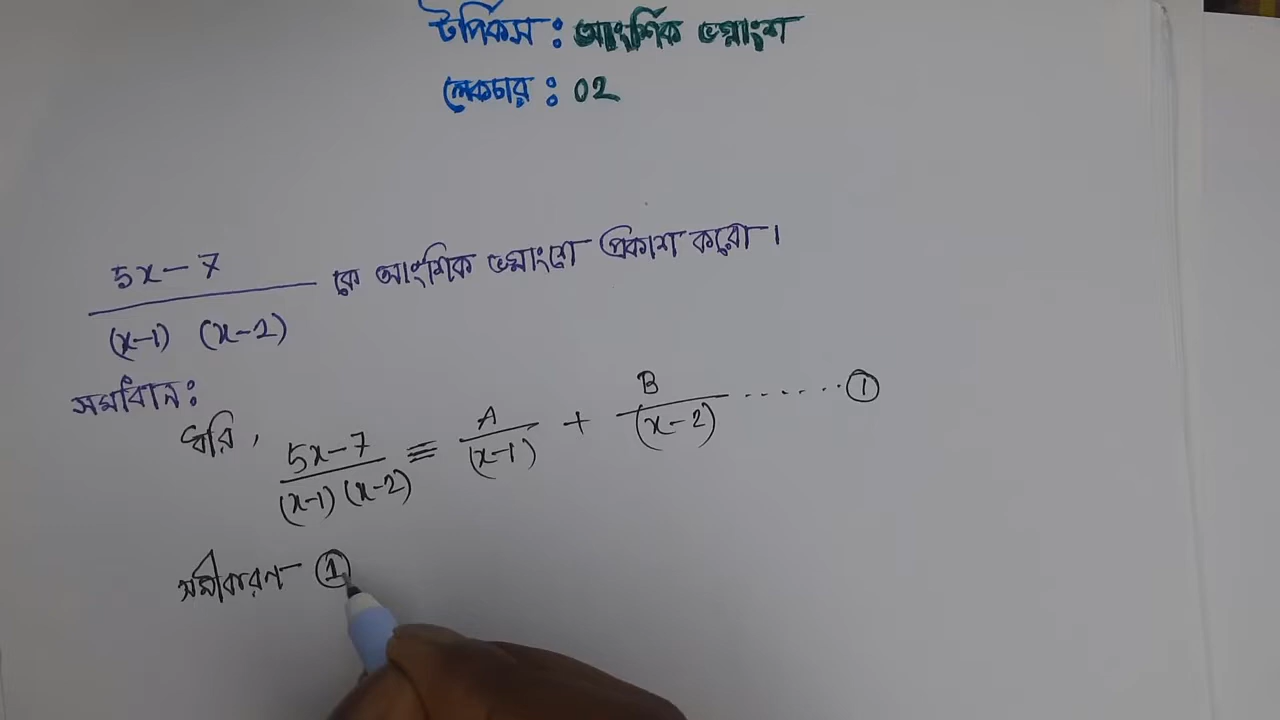 টপিকস : আংশিক ভগ্নাংশ
লেকচার : 02
5x-7
কে আংশিক ভগ্নাংশে প্রকাশ করো।
(x-1) (x-2)
সমাধান:
ধরি, 5x-7/(x-1)(x-2) ≡ A/(x-1) + B/(x-2) ........ ①
সমীকরণ ①